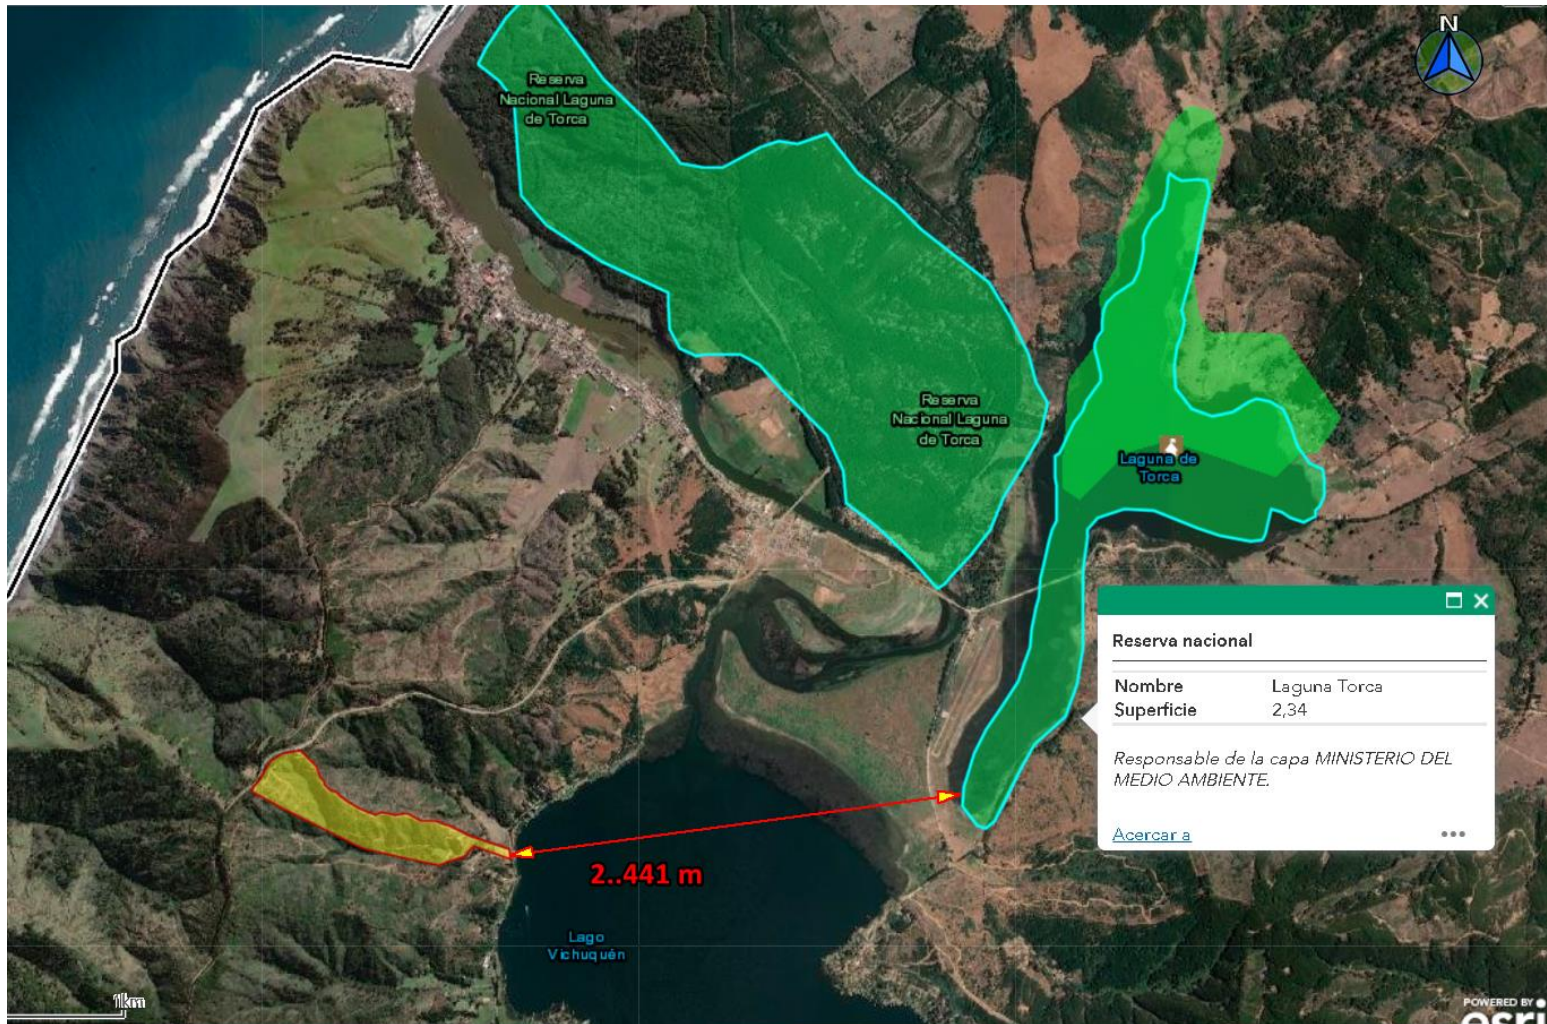 N
Reserva
Nacional Laguna
de Torca
Reserva
Nacional Laguna
de Torca
Laguna de
Torca
Reserva nacional
Nombre Laguna Torca
Superficie 2,34
Responsable de la capa MINISTERIO DEL
MEDIO AMBIENTE.
Acercar a
2..441 m
Lago
Vichuquén
1km
POWERED BY
esri